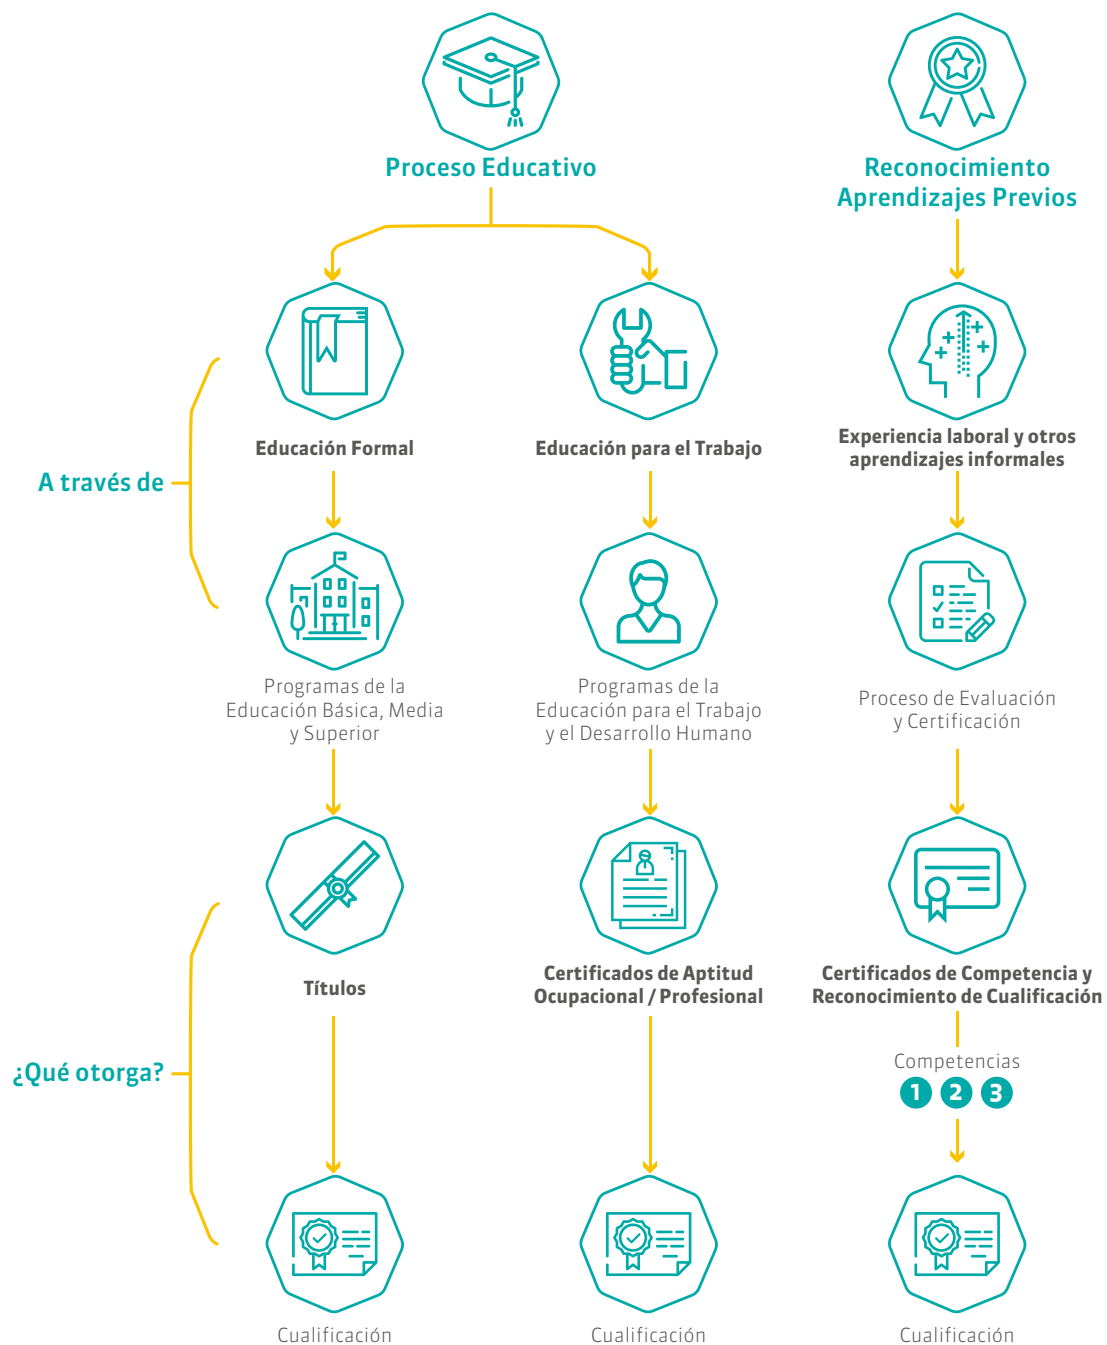 Proceso Educativo
Reconocimiento
Aprendizajes Previos
Educación Formal
Educación para el Trabajo
Experiencia laboral y otros
aprendizajes informales
A través de
Programas de la
Educación Básica, Media
y Superior
Programas de la
Educación para el Trabajo
y el Desarrollo Humano
Proceso de Evaluación
y Certificación
Títulos
Certificados de Aptitud
Ocupacional / Profesional
Certificados de Competencia y
Reconocimiento de Cualificación
¿Qué otorga?
Competencias
1 2 3
Cualificación
Cualificación
Cualificación